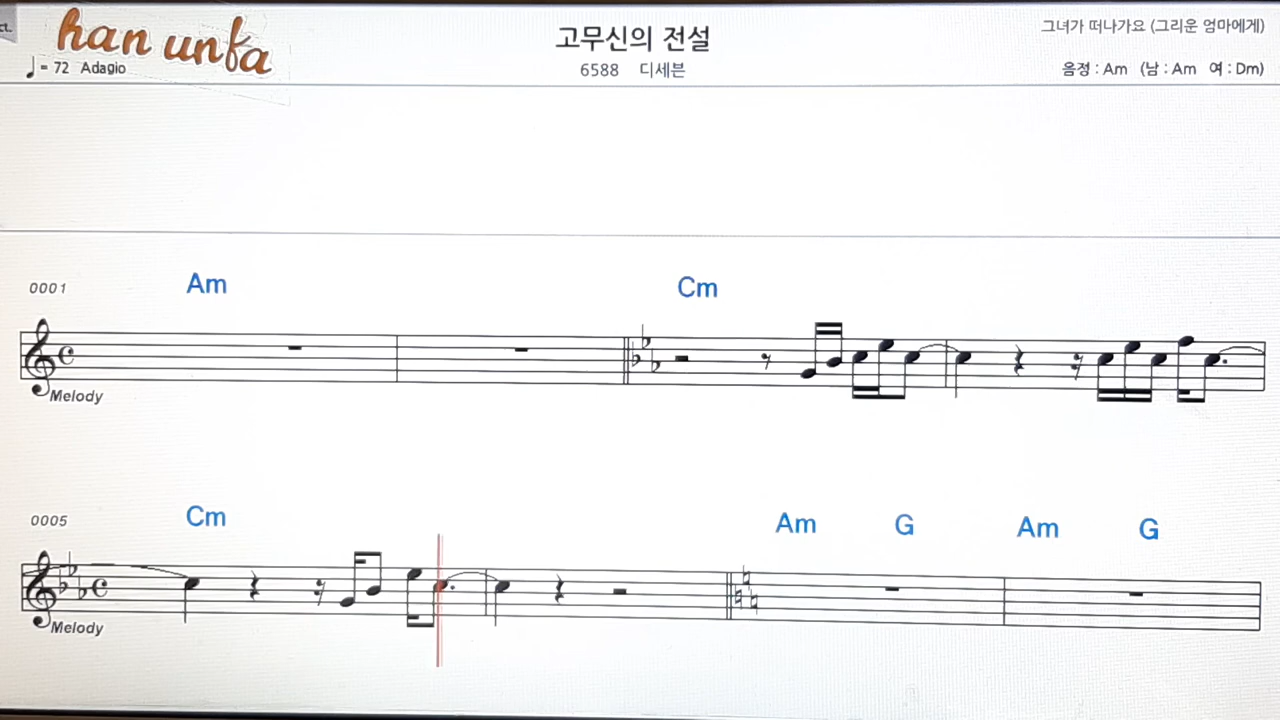 ct.
han unfa
고무신의 전설
그녀가 떠나가요 (그리운 엄마에게)
♩= 72 Adagio
6588 디세븐
음정 : Am (남 : Am 여 : Dm)
0001 Am Cm
Melody
0005 Cm Am G Am G
Melody